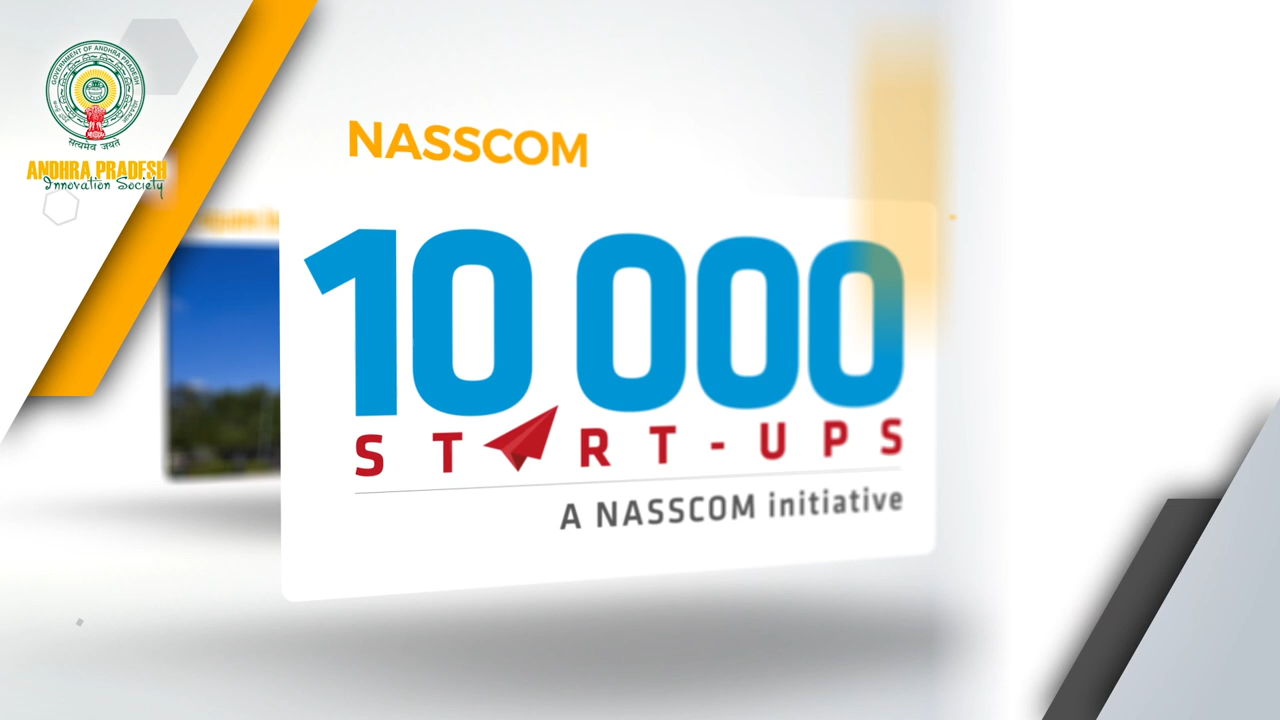 GOVERNMENT OF ANDHRA PRADESH
सत्यमेव जयते
ANDHRA PRADESH
Innovation Society
NASSCOM
10 000
START-UPS
A NASSCOM initiative